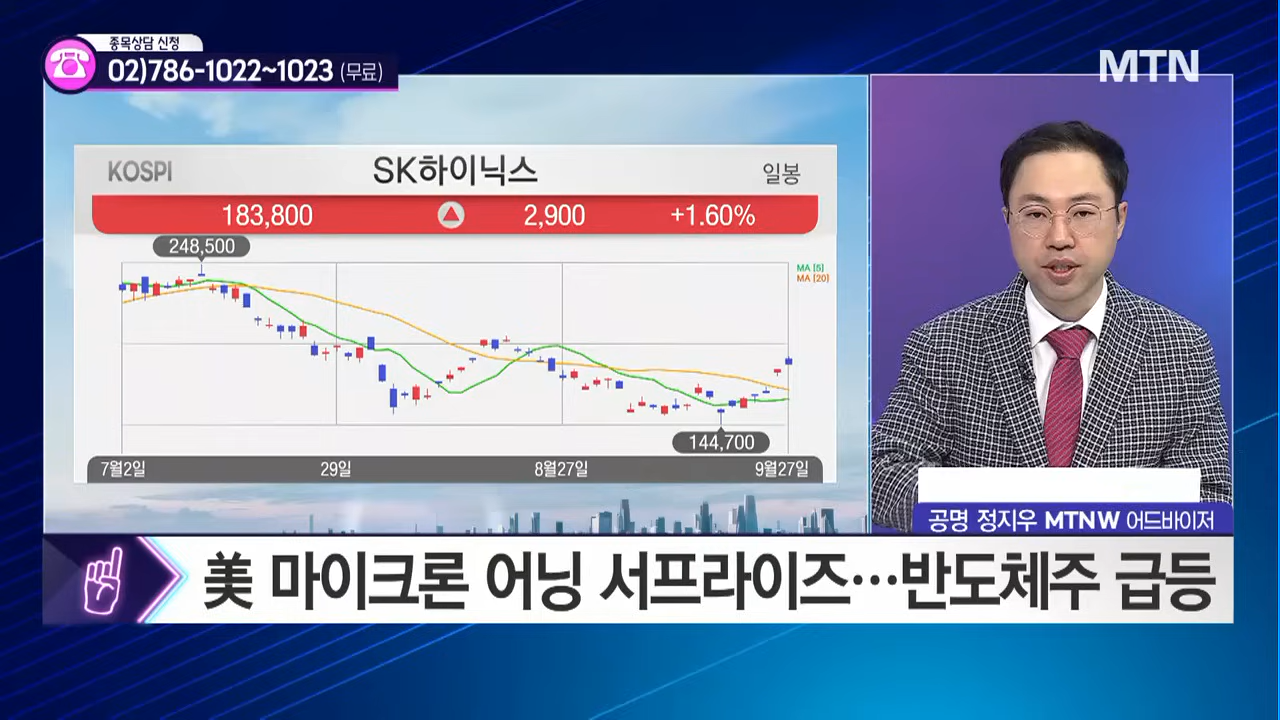 종목상담 신청
02)786-1022~1023 (무료)
MTN
KOSPI
SK하이닉스
일봉
183,800
2,900
+1.60%
248,500
MA [5]
MA [20]
144,700
7월2일
29일
8월27일
9월27일
공명 정지우 MTNW 어드바이저
美 마이크론 어닝 서프라이즈…반도체주 급등